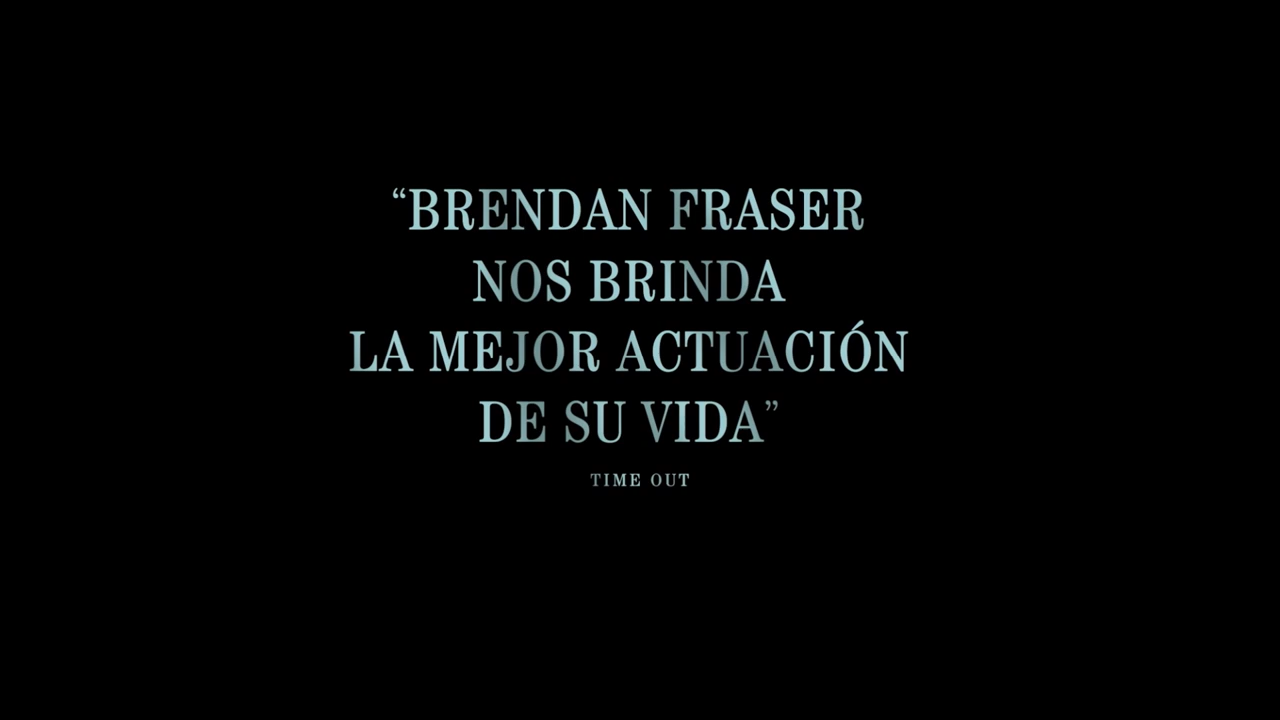 “BRENDAN FRASER
NOS BRINDA
LA MEJOR ACTUACIÓN
DE SU VIDA”
TIME OUT